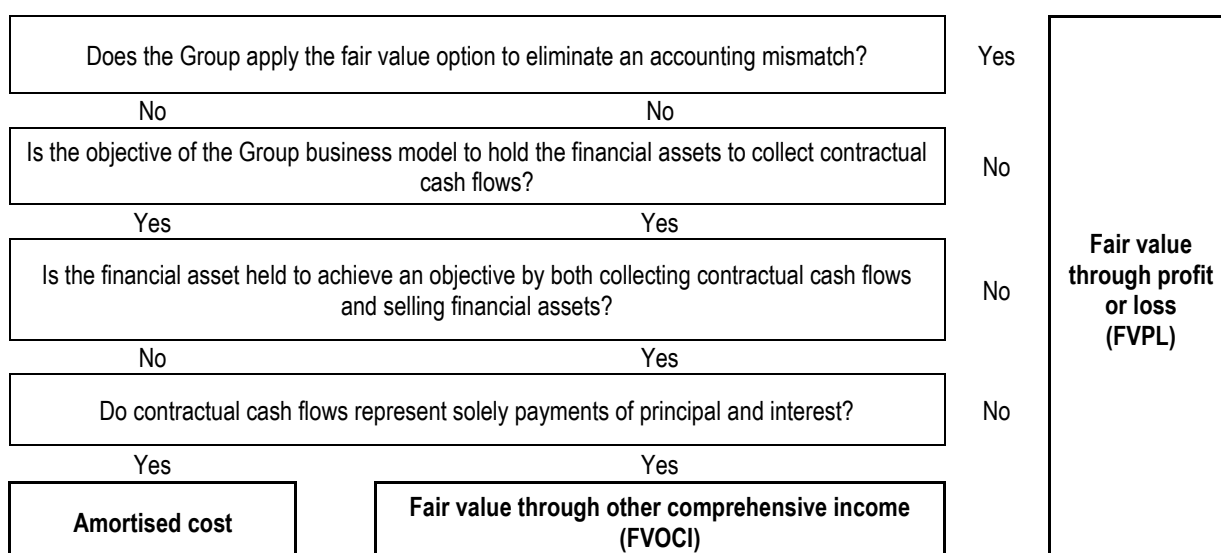 Does the Group apply the fair value option to eliminate an accounting mismatch?
Yes
No
No
Is the objective of the Group business model to hold the financial assets to collect contractual
cash flows?
No
Yes
Yes
Is the financial asset held to achieve an objective by both collecting contractual cash flows
and selling financial assets?
No
No
Yes
Do contractual cash flows represent solely payments of principal and interest?
No
Yes
Yes
Amortised cost
Fair value through other comprehensive income
(FVOCI)
Fair value
through profit
or loss
(FVPL)